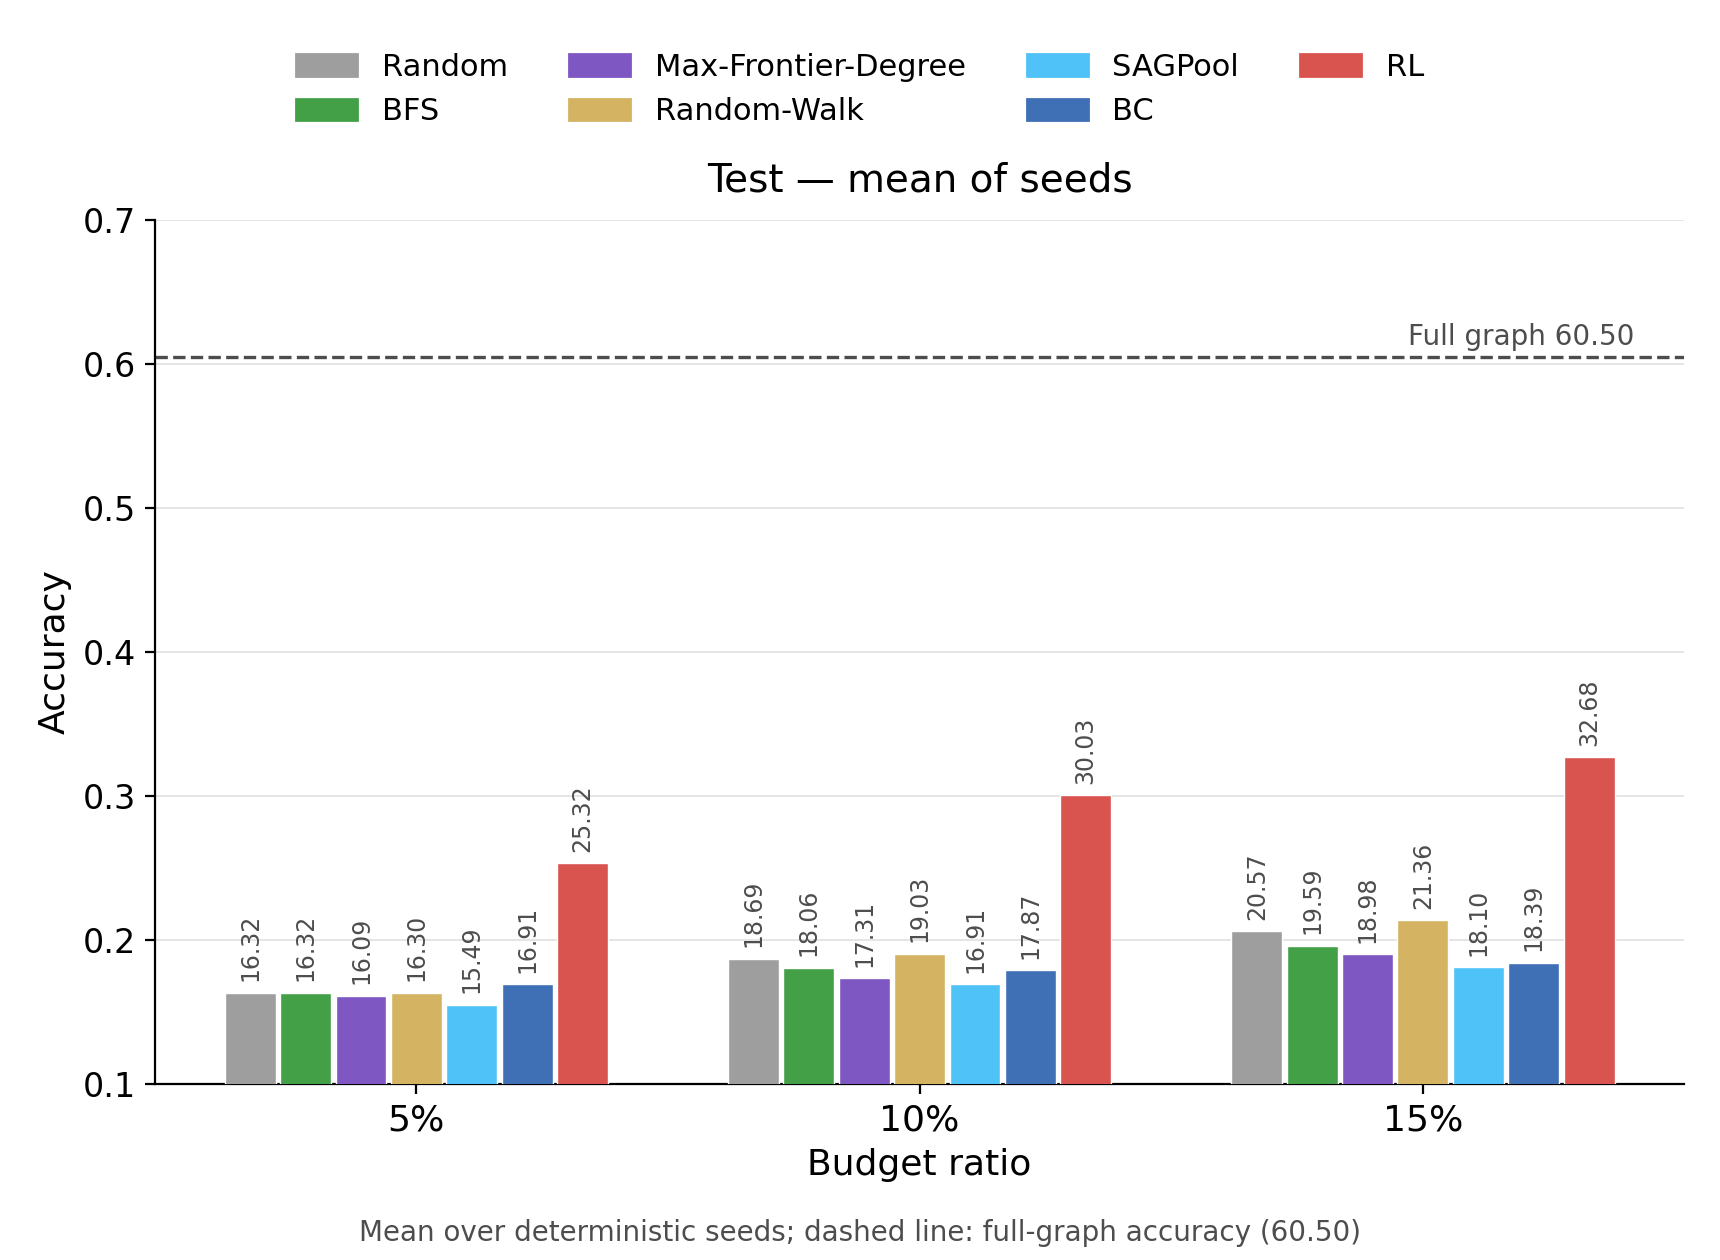 Random Max-Frontier-Degree SAGPool RL
BFS Random-Walk BC
Test — mean of seeds
0.7
Full graph 60.50
0.6
0.5
0.4
0.3
0.2
0.1
Accuracy
16.32 16.32 16.09 16.30 15.49 16.91 25.32
18.69 18.06 17.31 19.03 16.91 17.87 30.03
20.57 19.59 18.98 21.36 18.10 18.39 32.68
5% 10% 15%
Budget ratio
Mean over deterministic seeds; dashed line: full-graph accuracy (60.50)